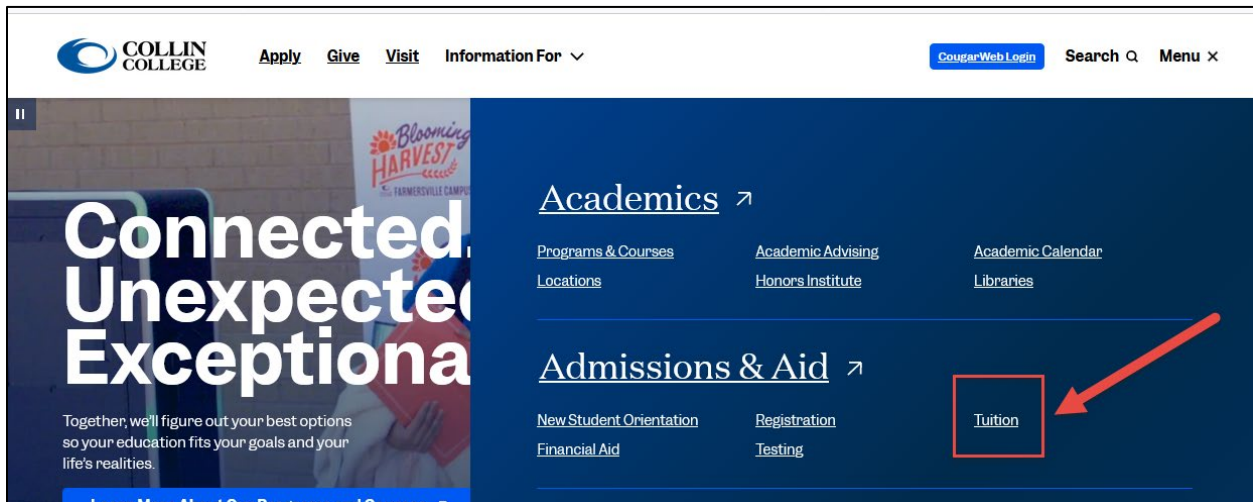 COLLIN
COLLEGE
Apply Give Visit Information For
CougarWeb Login Search Menu
Blooming
HARVEST
FARMERSVILLE CAMPUS
Connected.
Unexpected
Exceptiona
Together, we'll figure out your best options
so your education fits your goals and your
life's realities.
Academics
Programs & Courses Academic Advising Academic Calendar
Locations Honors Institute Libraries
Admissions & Aid
New Student Orientation Registration Tuition
Financial Aid Testing